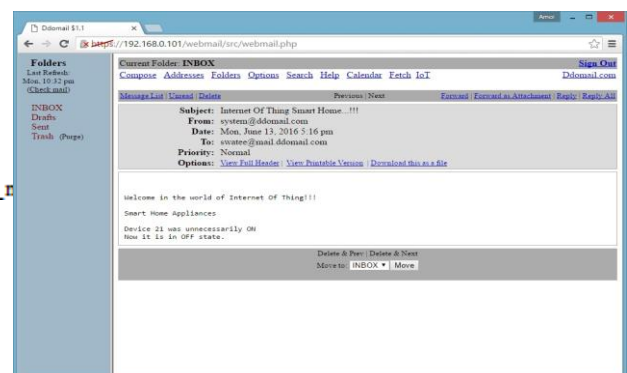 Ddomail $1.1
Amol
https://192.168.0.101/webmail/src/webmail.php
Folders
Last Refresh:
Mon, 10:32 pm
(Check mail)
INBOX
Drafts
Sent
Trash (Purge)
Current Folder: INBOX Sign Out
Compose Addresses Folders Options Search Help Calendar Fetch IoT Ddomail.com
Message List | Unread | Delete Previous | Next Forward | Forward as Attachment | Reply | Reply All
Subject: Internet Of Thing Smart Home...!!!
From: system@ddomail.com
Date: Mon, June 13, 2016 5:16 pm
To: swatee@mail.ddomail.com
Priority: Normal
Options: View Full Header | View Printable Version | Download this as a file
Welcome in the world of Internet Of Thing!!!
Smart Home Appliances
Device 21 was unnecessarily ON
Now it is in OFF state.
Delete & Prev | Delete & Next
Move to: INBOX Move